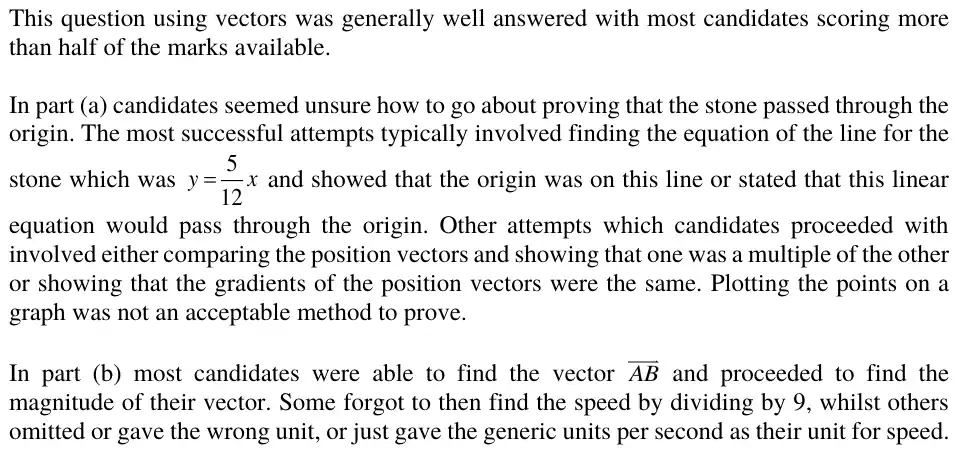 This question using vectors was generally well answered with most candidates scoring more
than half of the marks available.
In part (a) candidates seemed unsure how to go about proving that the stone passed through the
origin. The most successful attempts typically involved finding the equation of the line for the
stone which was y = 5/12 x and showed that the origin was on this line or stated that this linear
equation would pass through the origin. Other attempts which candidates proceeded with
involved either comparing the position vectors and showing that one was a multiple of the other
or showing that the gradients of the position vectors were the same. Plotting the points on a
graph was not an acceptable method to prove.
In part (b) most candidates were able to find the vector A⃗B⃗ and proceeded to find the
magnitude of their vector. Some forgot to then find the speed by dividing by 9, whilst others
omitted or gave the wrong unit, or just gave the generic units per second as their unit for speed.